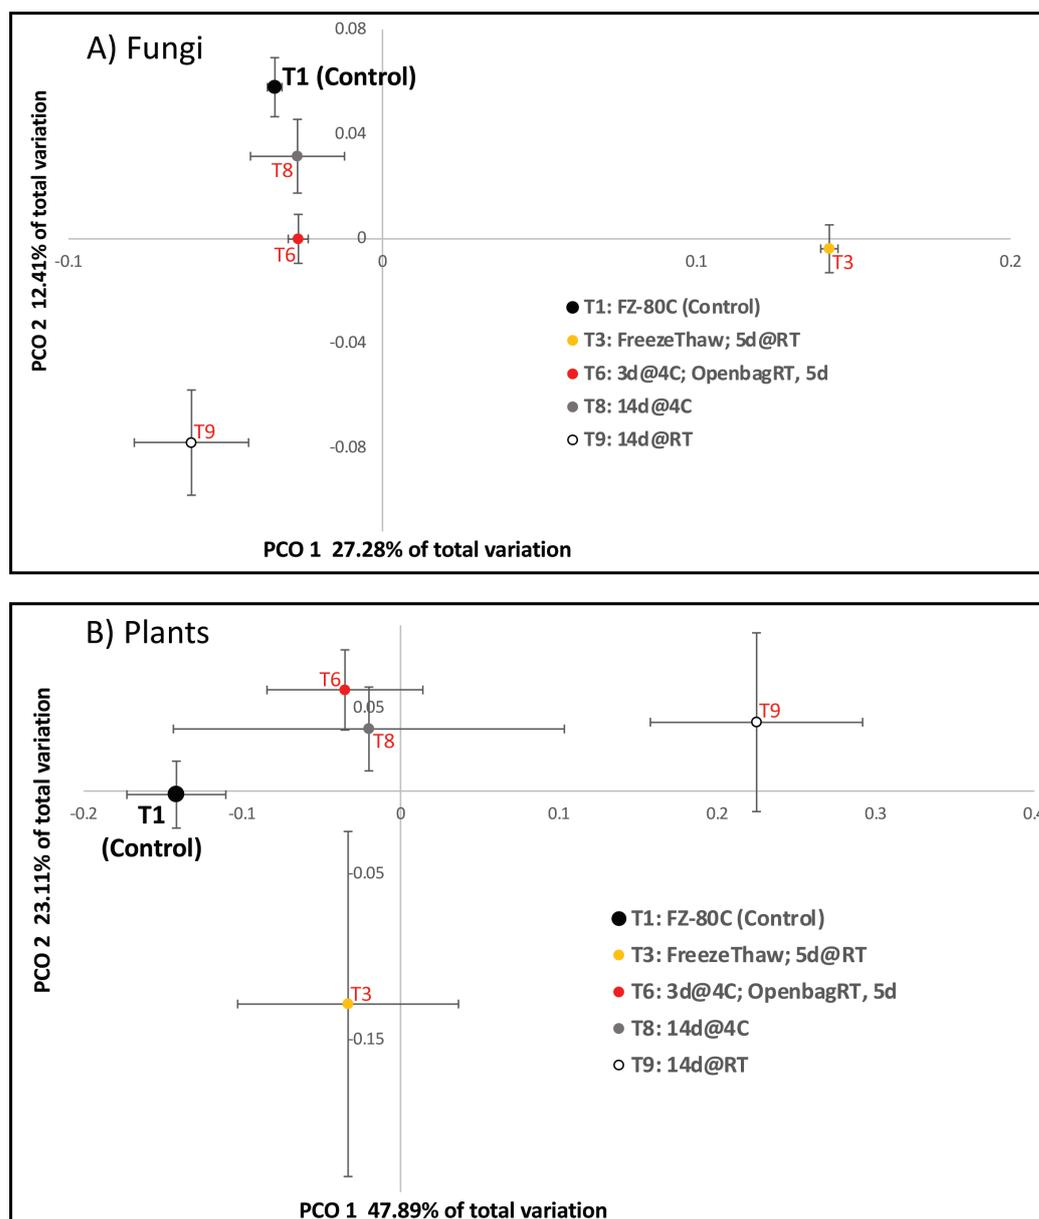 A) Fungi
0.08
T1 (Control)
0.04
T8
0
T6
-0.1
0
0.1
0.2
T3
PCO 2  12.41% of total variation
T1: FZ-80C (Control)
T3: FreezeThaw; 5d@RT
T6: 3d@4C; OpenbagRT, 5d
T8: 14d@4C
T9: 14d@RT
-0.04
T9
-0.08
PCO 1  27.28% of total variation
B) Plants
T6
0.05
T8
T9
T1
(Control)
-0.2
-0.1
0
0.1
0.2
0.3
PCO 2  23.11% of total variation
-0.05
T3
-0.15
T1: FZ-80C (Control)
T3: FreezeThaw; 5d@RT
T6: 3d@4C; OpenbagRT, 5d
T8: 14d@4C
T9: 14d@RT
PCO 1  47.89% of total variation